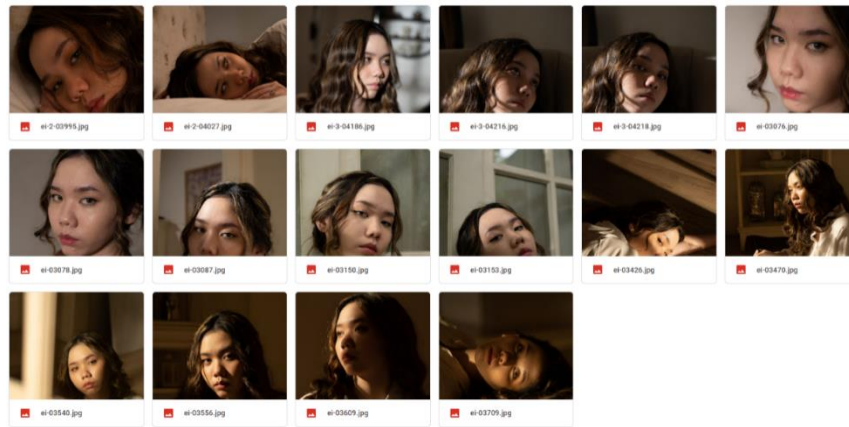 ei-2-03995.jpg
ei-2-04027.jpg
ei-3-04186.jpg
ei-3-04216.jpg
ei-3-04218.jpg
ei-03076.jpg
ei-03078.jpg
ei-03087.jpg
ei-03150.jpg
ei-03153.jpg
ei-03426.jpg
ei-03470.jpg
ei-03540.jpg
ei-03556.jpg
ei-03609.jpg
ei-03709.jpg